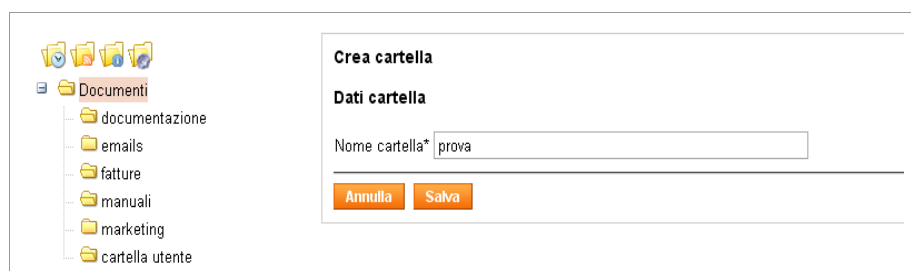 Documenti
documentazione
emails
fatture
manuali
marketing
cartella utente
Crea cartella
Dati cartella
Nome cartella* prova
Annulla Salva